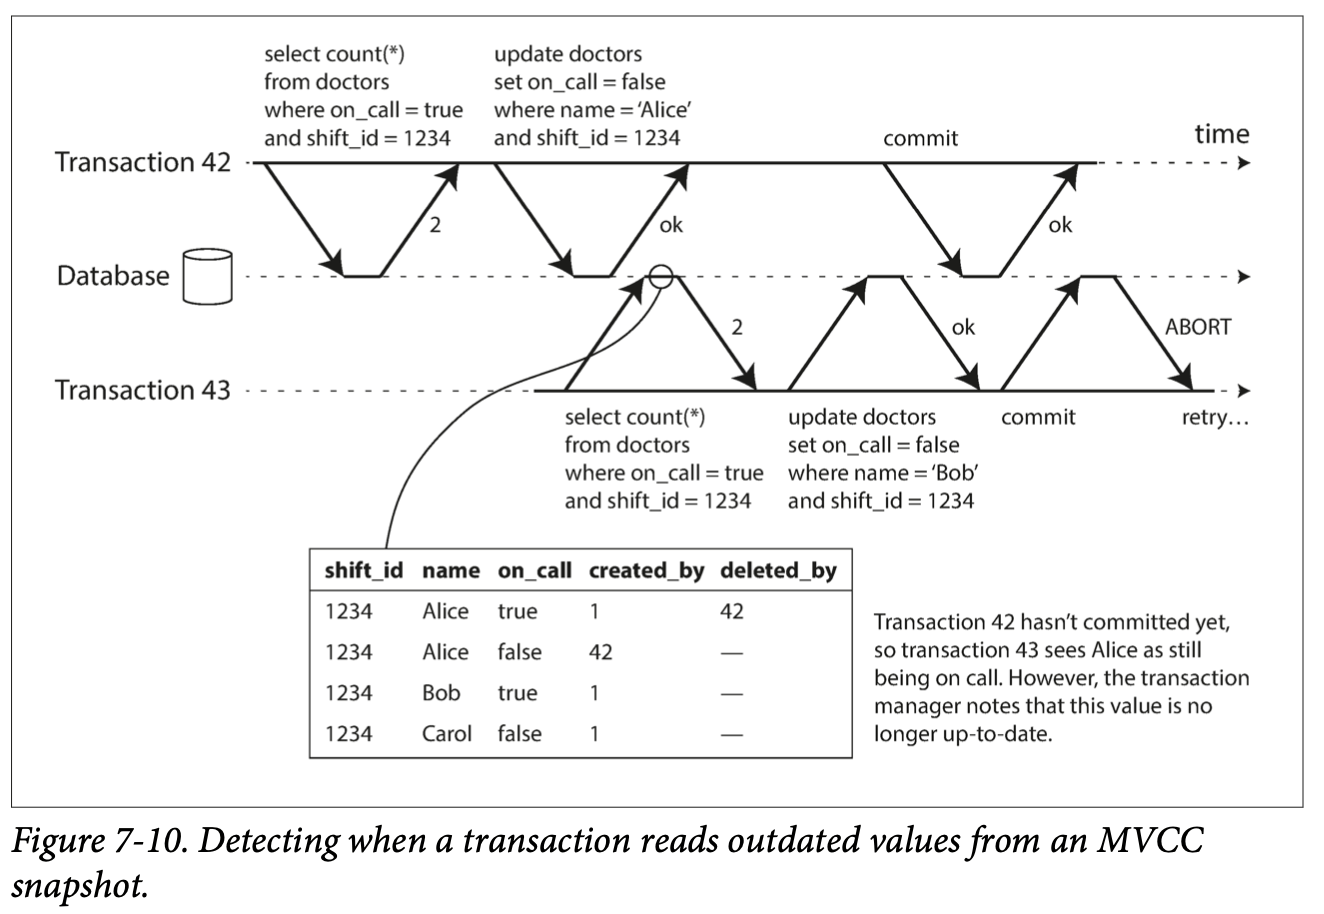 select count(*)
from doctors
where on_call = true
and shift_id = 1234
update doctors
set on_call = false
where name = ‘Alice’
and shift_id = 1234
commit
time
Transaction 42
2
ok
ok
Database
2
ok
ABORT
Transaction 43
select count(*)
from doctors
where on_call = true
and shift_id = 1234
update doctors
set on_call = false
where name = ‘Bob’
and shift_id = 1234
commit
retry…
shift_id name on_call created_by deleted_by
1234 Alice true 1 42
1234 Alice false 42 —
1234 Bob true 1 —
1234 Carol false 1 —
Transaction 42 hasn’t committed yet,
so transaction 43 sees Alice as still
being on call. However, the transaction
manager notes that this value is no
longer up-to-date.
Figure 7-10. Detecting when a transaction reads outdated values from an MVCC
snapshot.